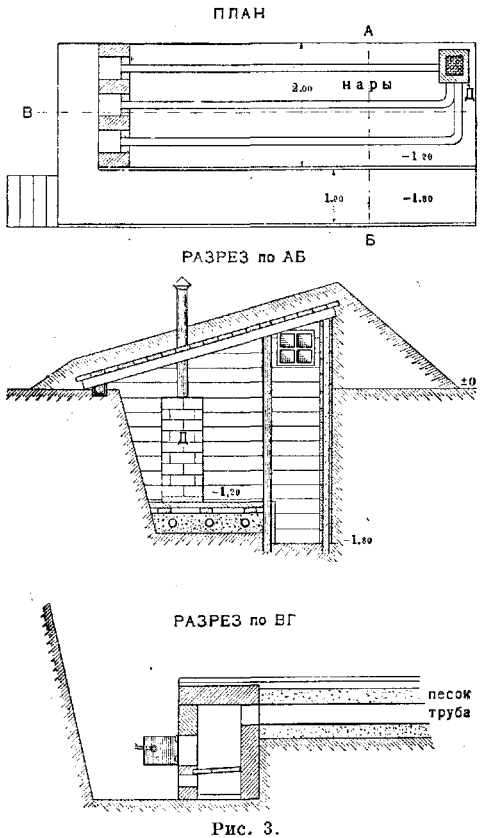 ПЛАН
А
В
2.00
нары
Д
-1,20
1.00
-1.80
Б
РАЗРЕЗ по АБ
±0
Д
-1,20
-1.80
РАЗРЕЗ по ВГ
песок
труба
Рис. 3.